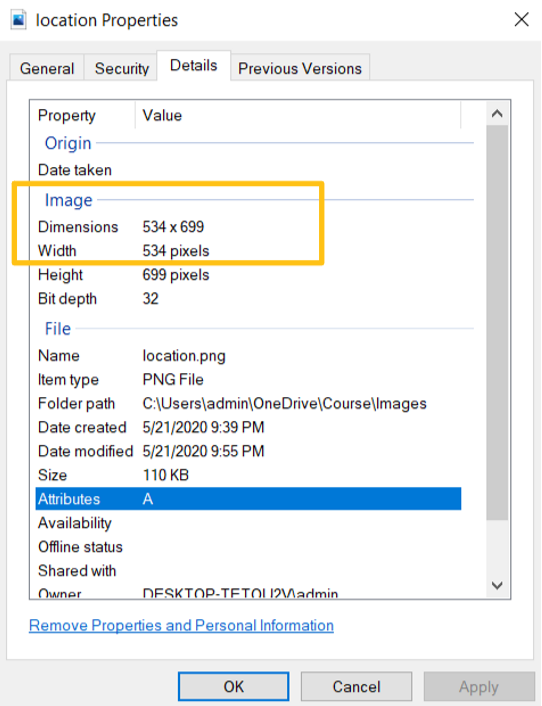 location Properties
General Security Details Previous Versions
Property Value
Origin
Date taken
Image
Dimensions 534 x 699
Width 534 pixels
Height 699 pixels
Bit depth 32
File
Name location.png
Item type PNG File
Folder path C:\Users\admin\OneDrive\Course\Images
Date created 5/21/2020 9:39 PM
Date modified 5/21/2020 9:55 PM
Size 110 KB
Attributes A
Availability
Offline status
Shared with
Owner
Remove Properties and Personal Information
OK Cancel Apply